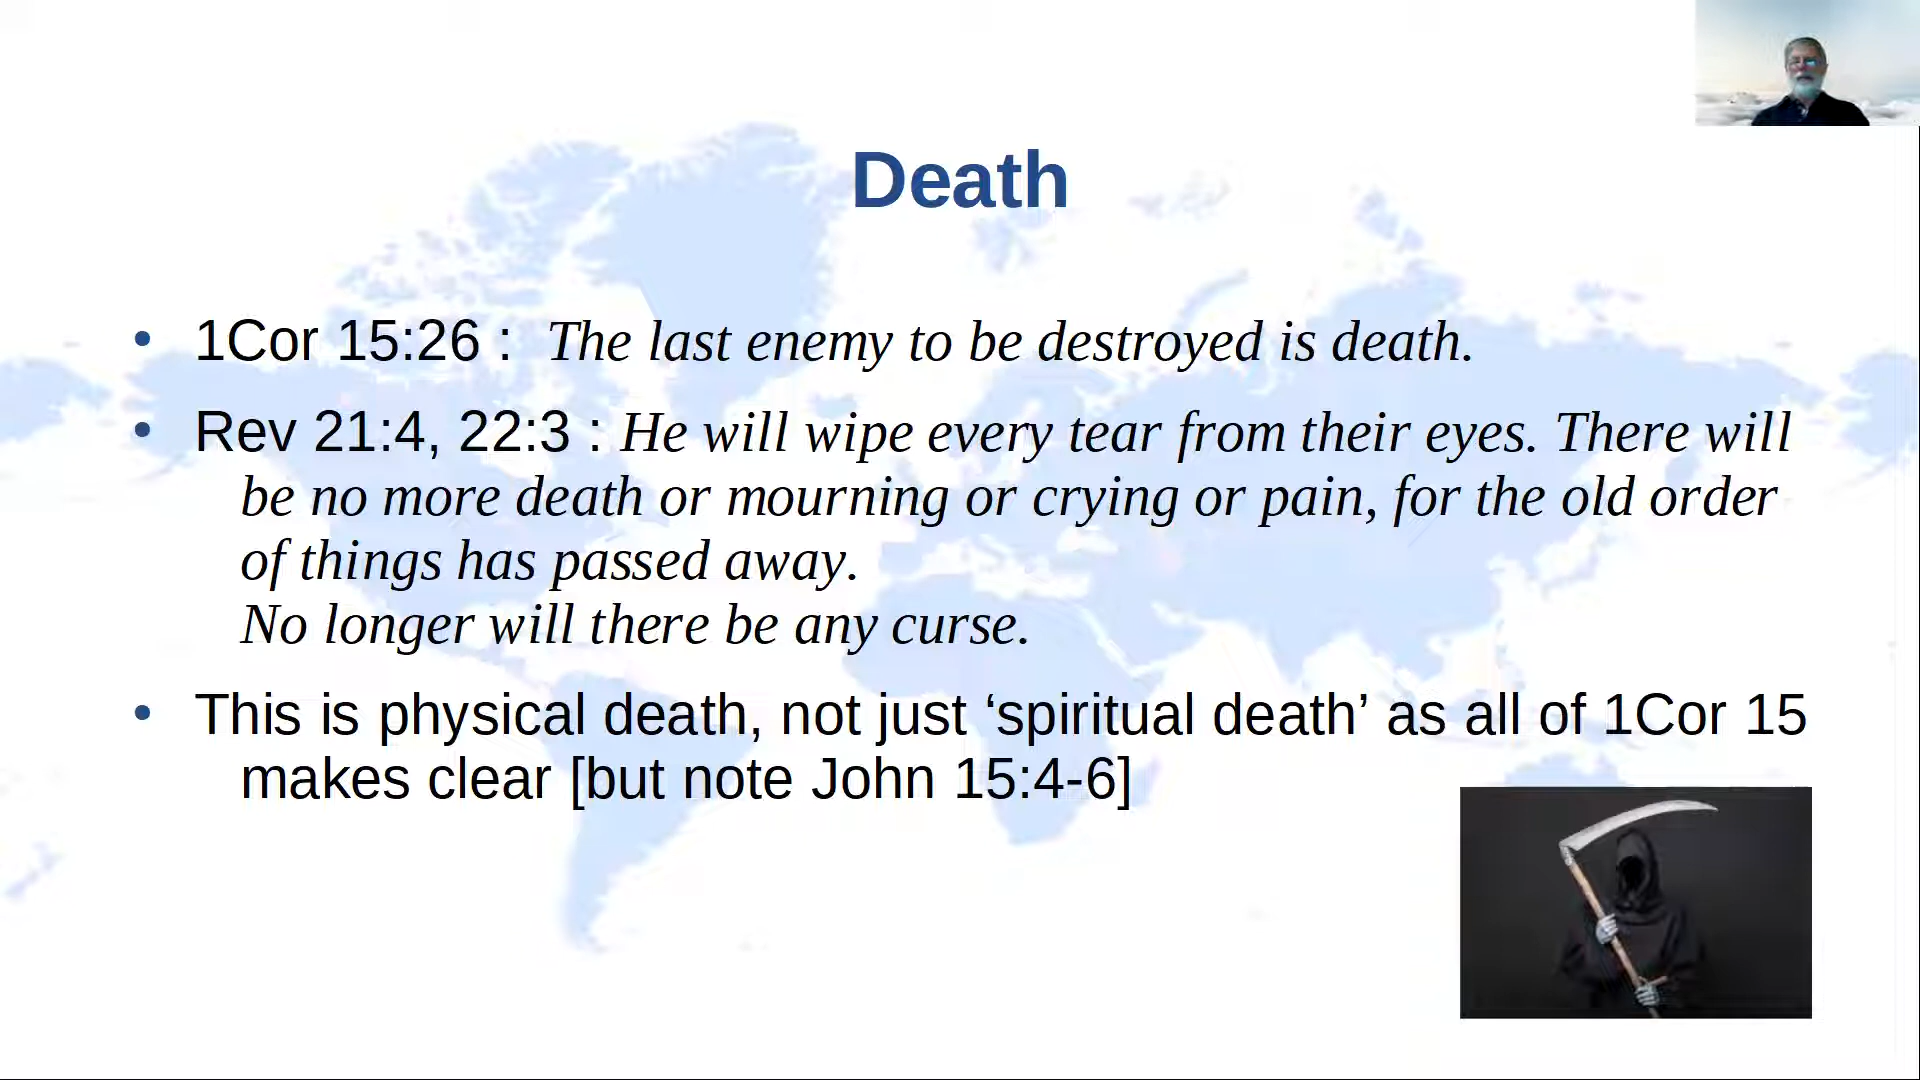 Death
• 1Cor 15:26 : The last enemy to be destroyed is death.
• Rev 21:4, 22:3 : He will wipe every tear from their eyes. There will
be no more death or mourning or crying or pain, for the old order
of things has passed away.
No longer will there be any curse.
• This is physical death, not just ‘spiritual death’ as all of 1Cor 15
makes clear [but note John 15:4-6]